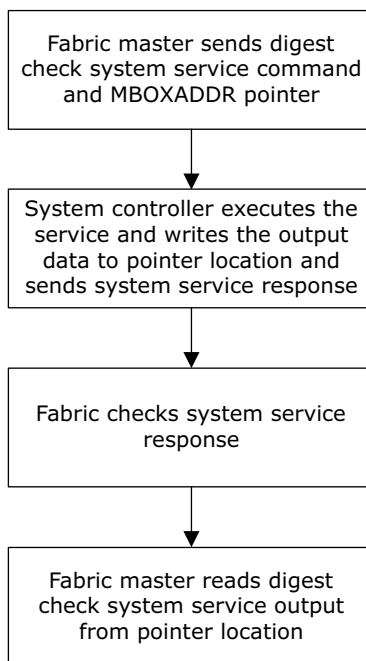 Fabric master sends digest
check system service command
and MBOXADDR pointer
System controller executes the
service and writes the output
data to pointer location and
sends system service response
Fabric checks system service
response
Fabric master reads digest
check system service output
from pointer location